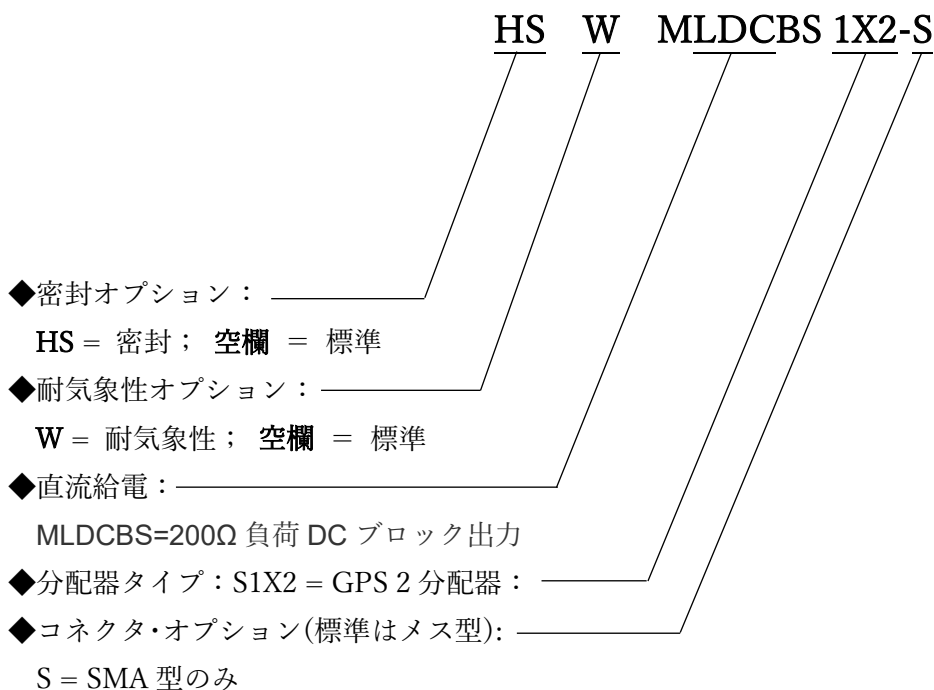 HS W MLDCBS 1X2-S
◆密封オプション：
HS = 密封； 空欄 = 標準
◆耐気象性オプション：
W = 耐気象性； 空欄 = 標準
◆直流給電：
MLDCBS=200Ω 負荷 DC ブロック出力
◆分配器タイプ：S1X2 = GPS 2 分配器：
◆コネクタ・オプション(標準はメス型):
S = SMA 型のみ